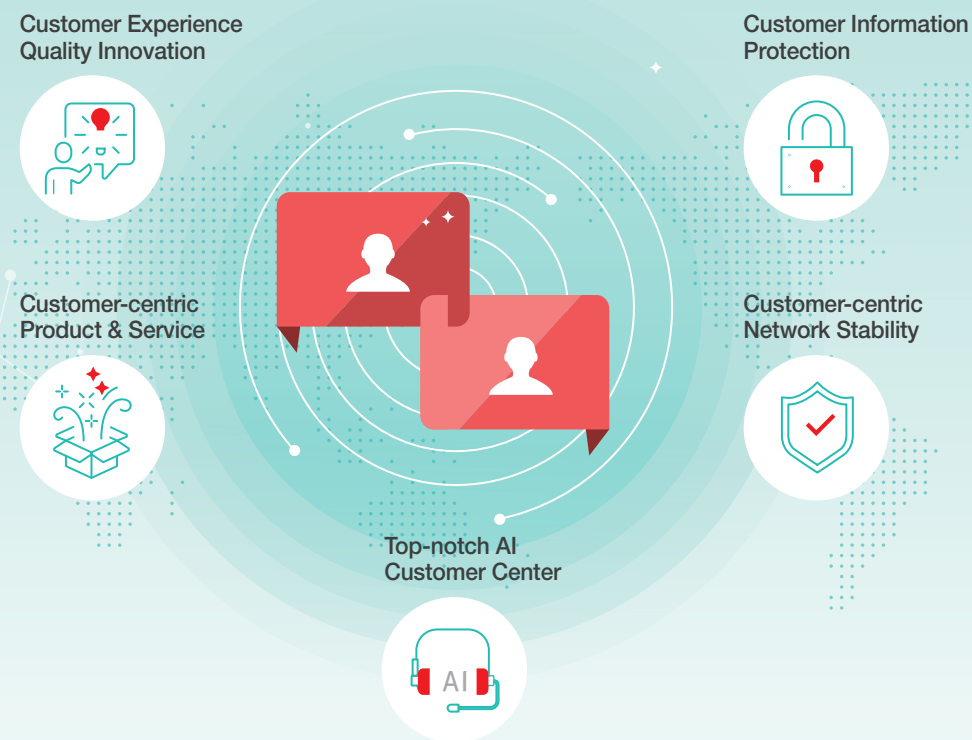 Customer Experience
Quality Innovation
Customer Information
Protection
Customer-centric
Product & Service
Customer-centric
Network Stability
Top-notch AI
Customer Center
AI